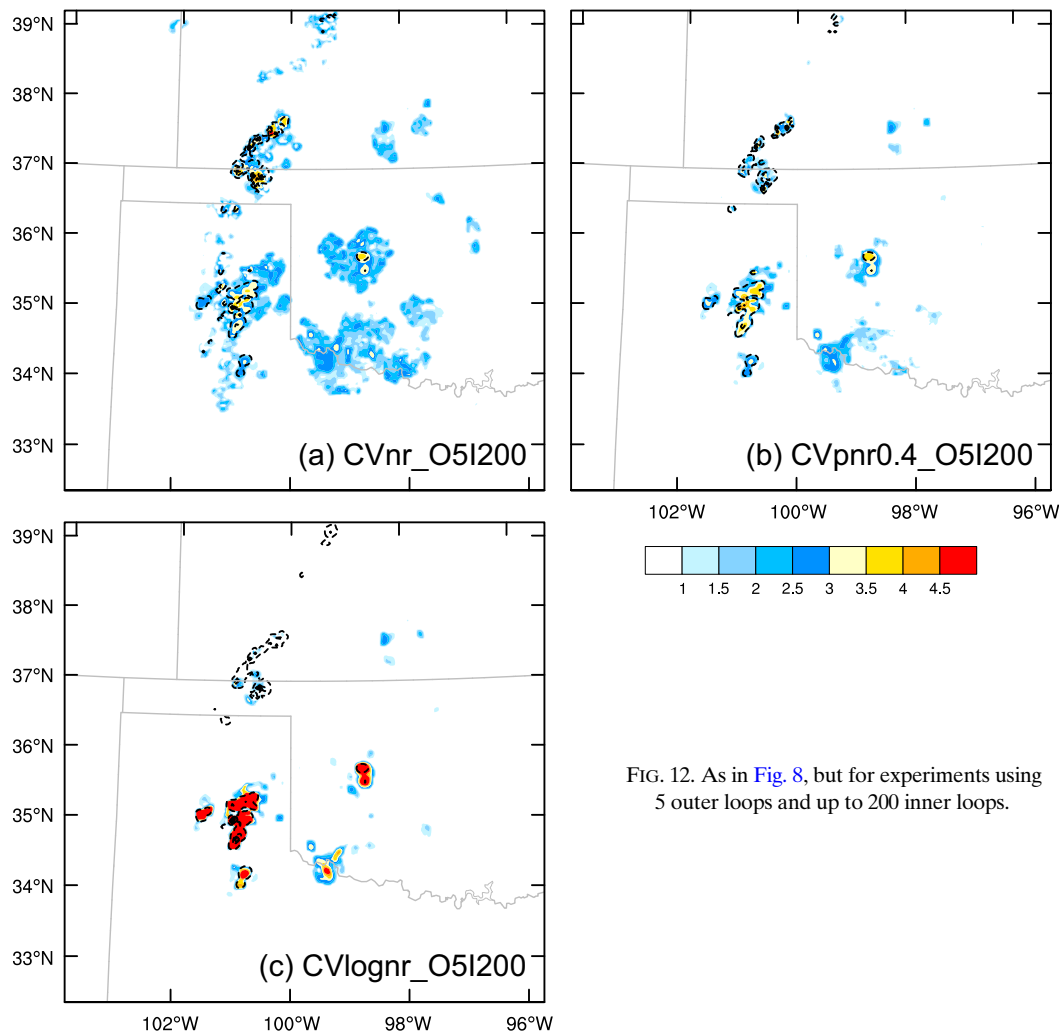 39°N
38°N
37°N
36°N
35°N
34°N
33°N
(a) CVnr_O5I200
(b) CVpnr0.4_O5I200
102°W 100°W 98°W 96°W
1 1.5 2 2.5 3 3.5 4 4.5
39°N
38°N
37°N
36°N
35°N
34°N
33°N
(c) CVlognr_O5I200
102°W 100°W 98°W 96°W
FIG. 12. As in Fig. 8, but for experiments using
5 outer loops and up to 200 inner loops.